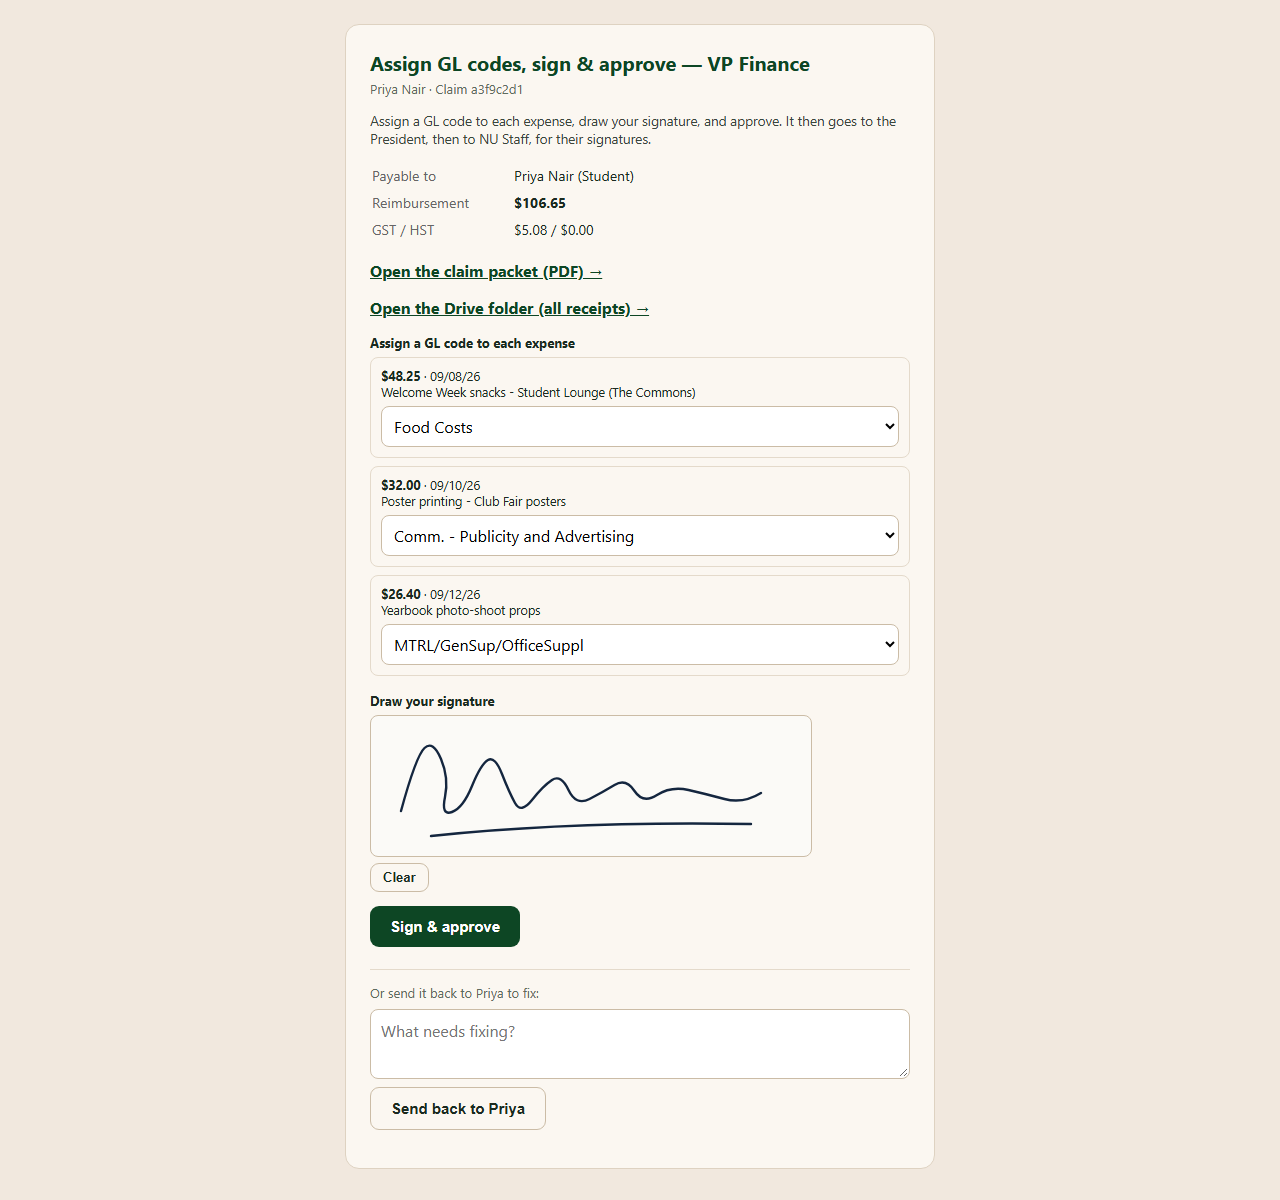 Assign GL codes, sign & approve — VP Finance
Priya Nair · Claim a3f9c2d1
Assign a GL code to each expense, draw your signature, and approve. It then goes to the
President, then to NU Staff, for their signatures.
Payable to Priya Nair (Student)
Reimbursement $106.65
GST / HST $5.08 / $0.00
Open the claim packet (PDF) →
Open the Drive folder (all receipts) →
Assign a GL code to each expense
$48.25 · 09/08/26
Welcome Week snacks - Student Lounge (The Commons)
Food Costs
$32.00 · 09/10/26
Poster printing - Club Fair posters
Comm. - Publicity and Advertising
$26.40 · 09/12/26
Yearbook photo-shoot props
MTRL/GenSup/OfficeSuppl
Draw your signature
Clear
Sign & approve
Or send it back to Priya to fix:
What needs fixing?
Send back to Priya